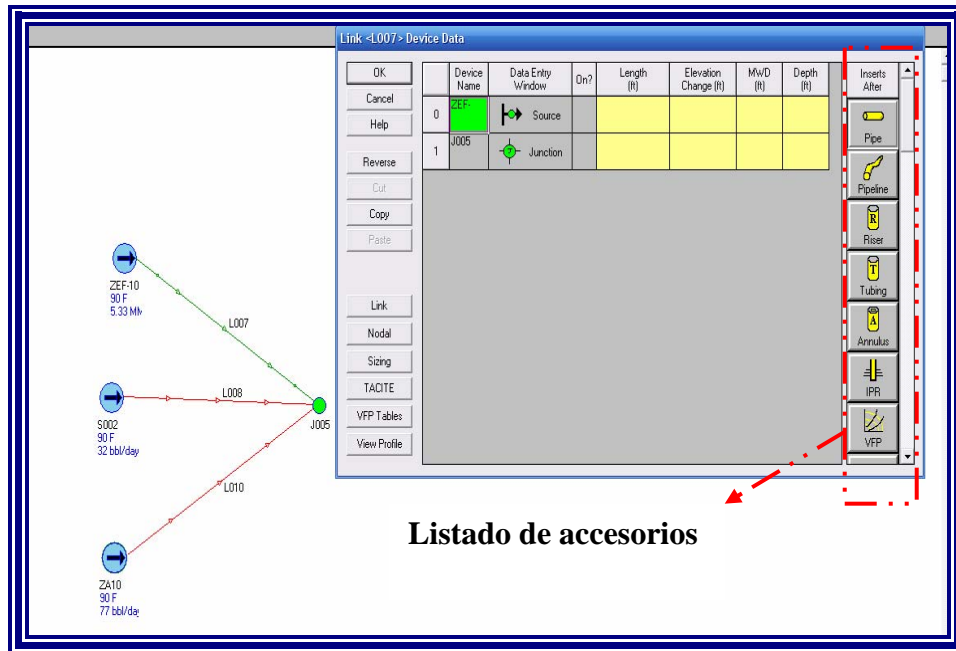 Link <L007> Device Data
OK
Cancel
Help
Reverse
Cut
Copy
Paste
Link
Nodal
Sizing
TACITE
VFP Tables
View Profile
Device Name
Data Entry Window
On?
Length (ft)
Elevation Change (ft)
MWD (ft)
Depth (ft)
0
ZEF-
Source
1
J005
? Junction
Inserts After
Pipe
Pipeline
R
Riser
T
Tubing
A
Annulus
IPR
VFP
ZEF-10
90 F
5.33 MM
L007
S002
90 F
32 bbl/day
L008
J005
L010
ZA10
90 F
77 bbl/da
Listado de accesorios